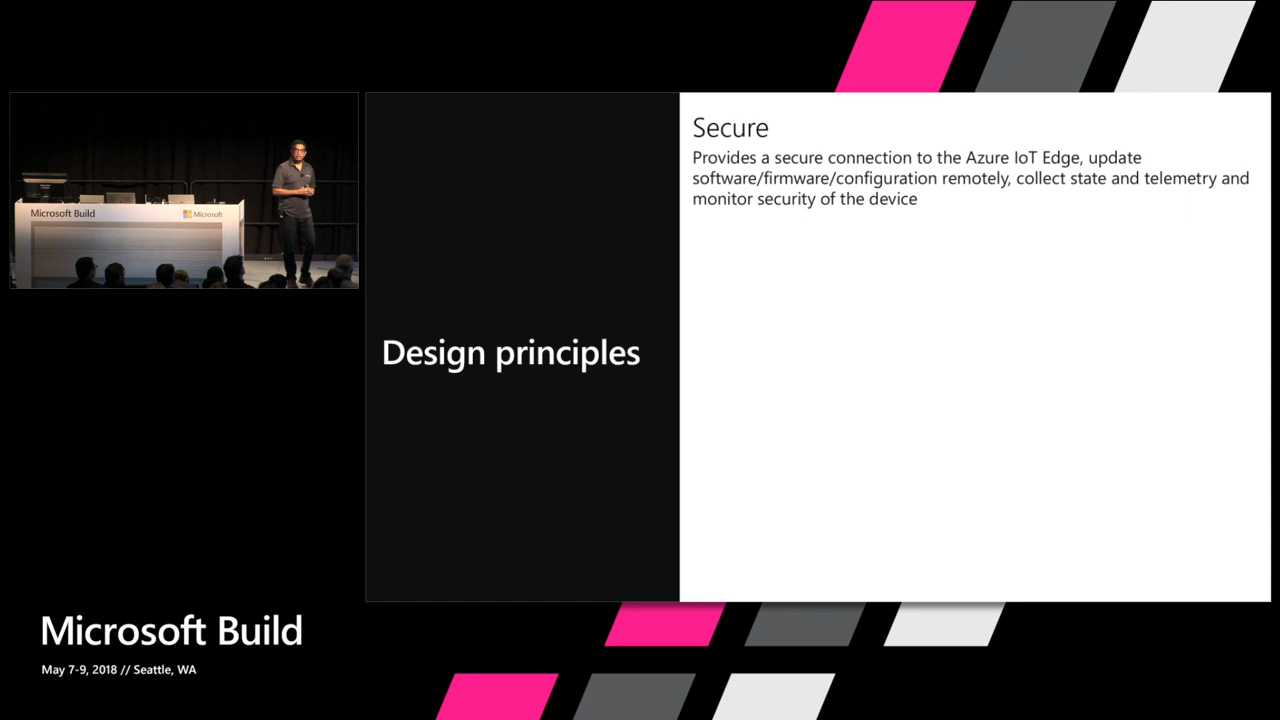 Microsoft Build
Microsoft
Design principles
Secure
Provides a secure connection to the Azure IoT Edge, update
software/firmware/configuration remotely, collect state and telemetry and
monitor security of the device
Microsoft Build
May 7-9, 2018 // Seattle, WA